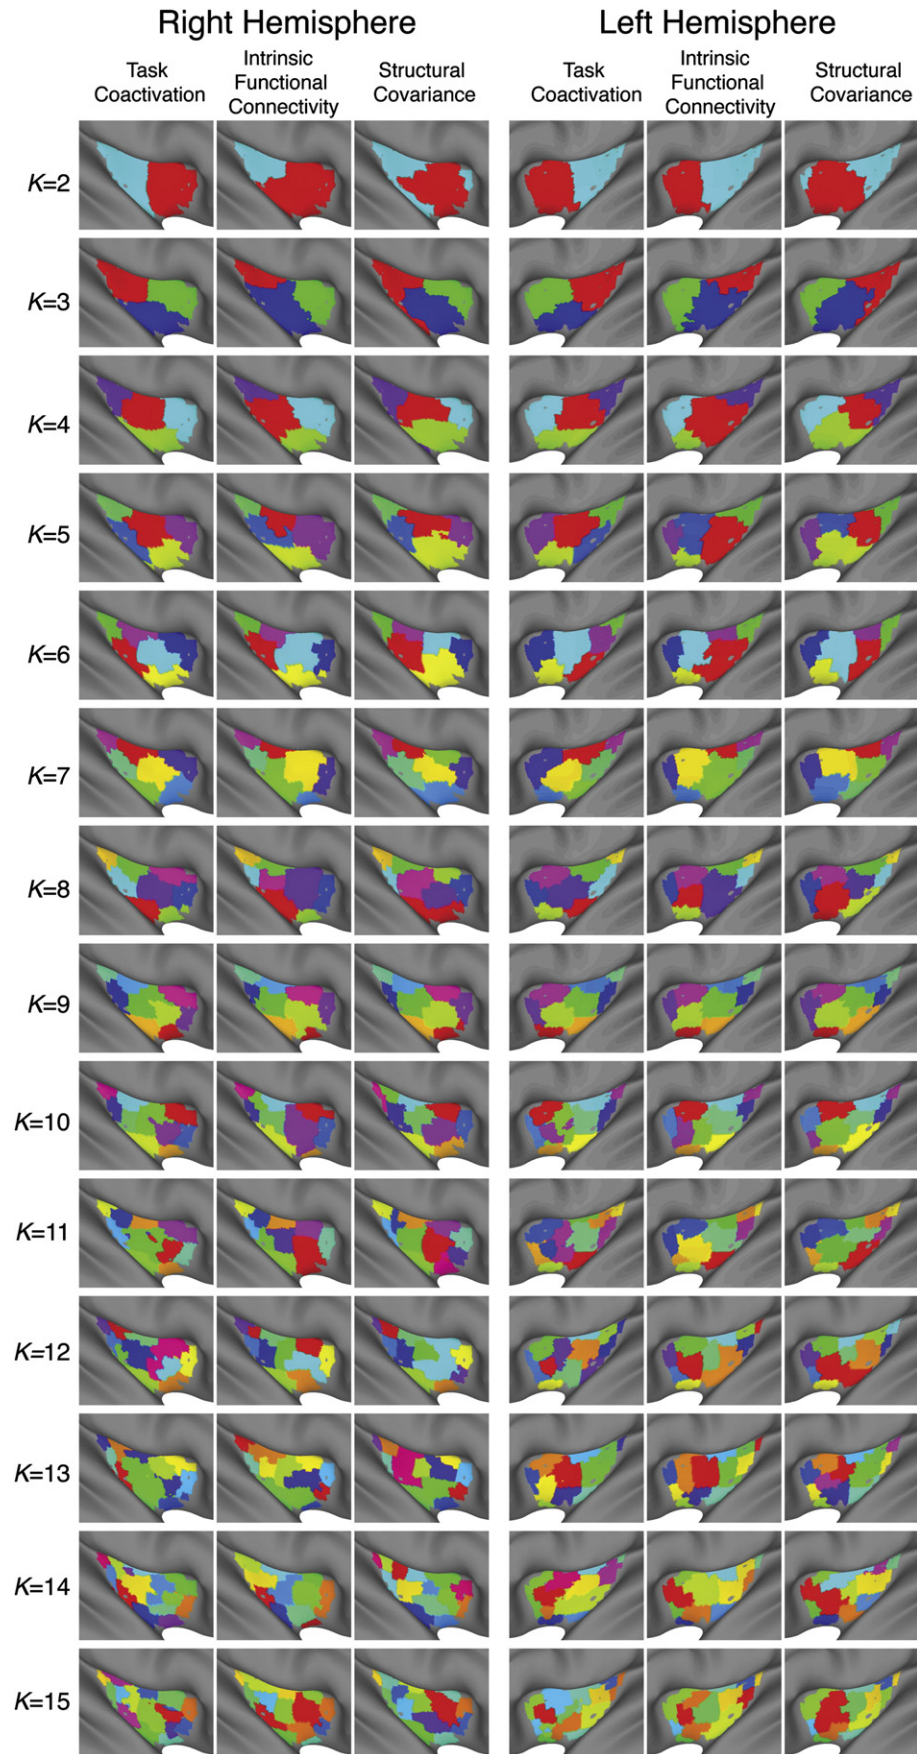 Right Hemisphere
Left Hemisphere
Task
Coactivation
Intrinsic
Functional
Connectivity
Structural
Covariance
Task
Coactivation
Intrinsic
Functional
Connectivity
Structural
Covariance
K=2
K=3
K=4
K=5
K=6
K=7
K=8
K=9
K=10
K=11
K=12
K=13
K=14
K=15